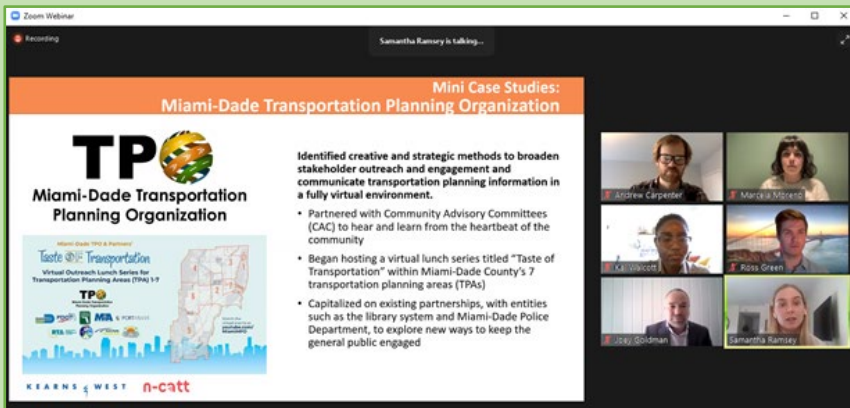 Zoom Webinar
Recording
Samantha Ramsey is talking...
Mini Case Studies:
Miami-Dade Transportation Planning Organization
TPO
Miami-Dade Transportation
Planning Organization
Identified creative and strategic methods to broaden
stakeholder outreach and engagement and
communicate transportation planning information in
a fully virtual environment.
• Partnered with Community Advisory Committees
(CAC) to hear and learn from the heartbeat of the
community
• Began hosting a virtual lunch series titled “Taste of
Transportation” within Miami-Dade County’s 7
transportation planning areas (TPAs)
• Capitalized on existing partnerships, with entities
such as the library system and Miami-Dade Police
Department, to explore new ways to keep the
general public engaged
Miami-Dade TPO & Partners'
Taste OF Transportation
Virtual Outreach Lunch Series for
Transportation Planning Areas (TPA) 1-7
TPO
KEARNS & WEST
n-catt
Andrew Carpenter
Marcela Moreno
Kai Walcott
Ross Green
Joey Goldman
Samantha Ramsey